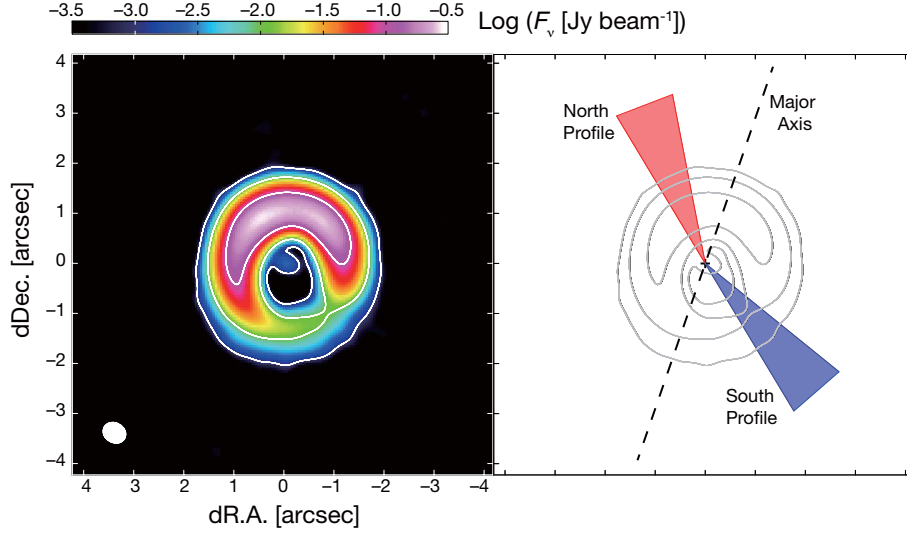 −3.5 −3.0 −2.5 −2.0 −1.5 −1.0 −0.5
Log (Fν [Jy beam⁻¹])
4
3
2
1
0
−1
−2
−3
−4
dDec. [arcsec]
4 3 2 1 0 −1 −2 −3 −4
dR.A. [arcsec]
North
Profile
Major
Axis
South
Profile